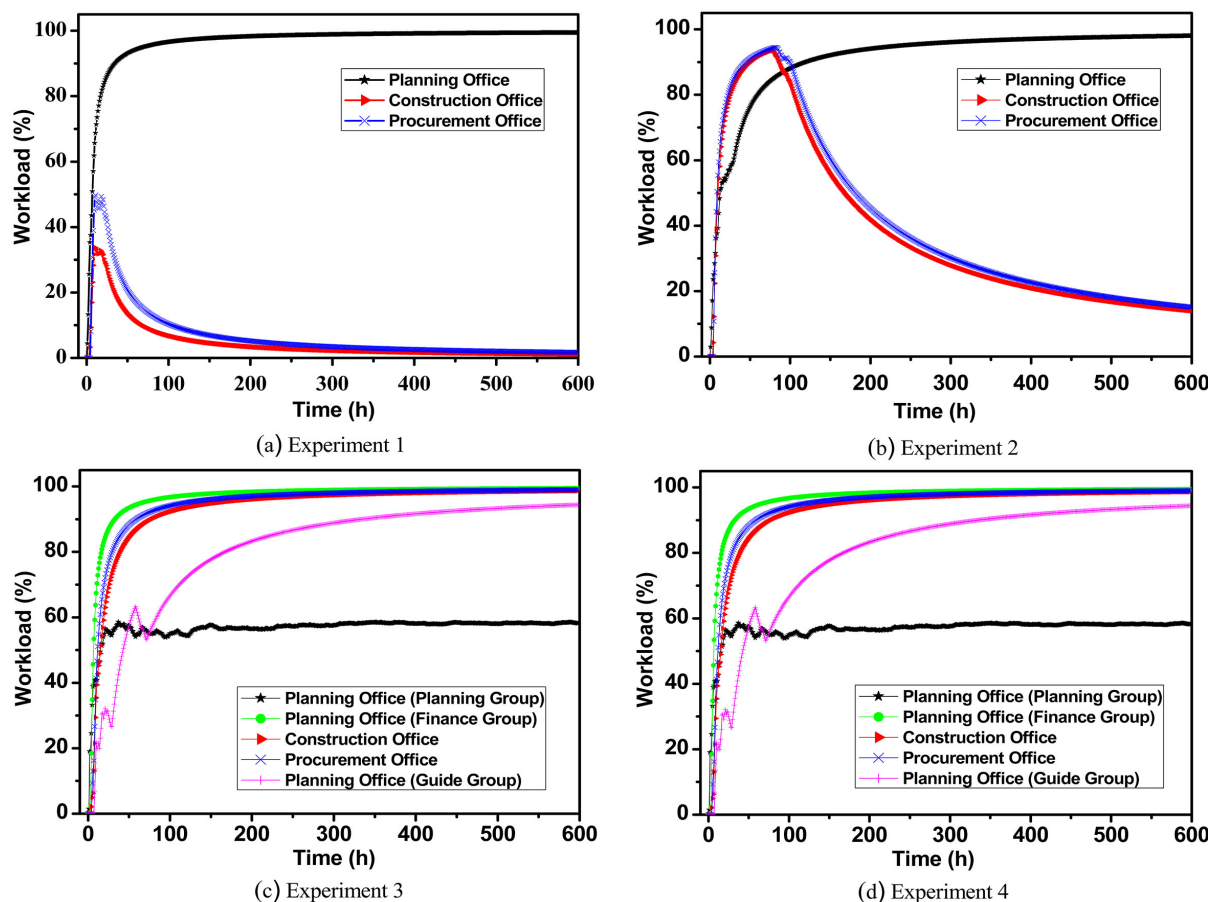 100
80
60
40
20
0
Workload (%)
Planning Office
Construction Office
Procurement Office
0 100 200 300 400 500 600
Time (h)
(a) Experiment 1
100
80
60
40
20
0
Workload (%)
Planning Office
Construction Office
Procurement Office
0 100 200 300 400 500 600
Time (h)
(b) Experiment 2
100
80
60
40
20
0
Workload (%)
Planning Office (Planning Group)
Planning Office (Finance Group)
Construction Office
Procurement Office
Planning Office (Guide Group)
0 100 200 300 400 500 600
Time (h)
(c) Experiment 3
100
80
60
40
20
0
Workload (%)
Planning Office (Planning Group)
Planning Office (Finance Group)
Construction Office
Procurement Office
Planning Office (Guide Group)
0 100 200 300 400 500 600
Time (h)
(d) Experiment 4